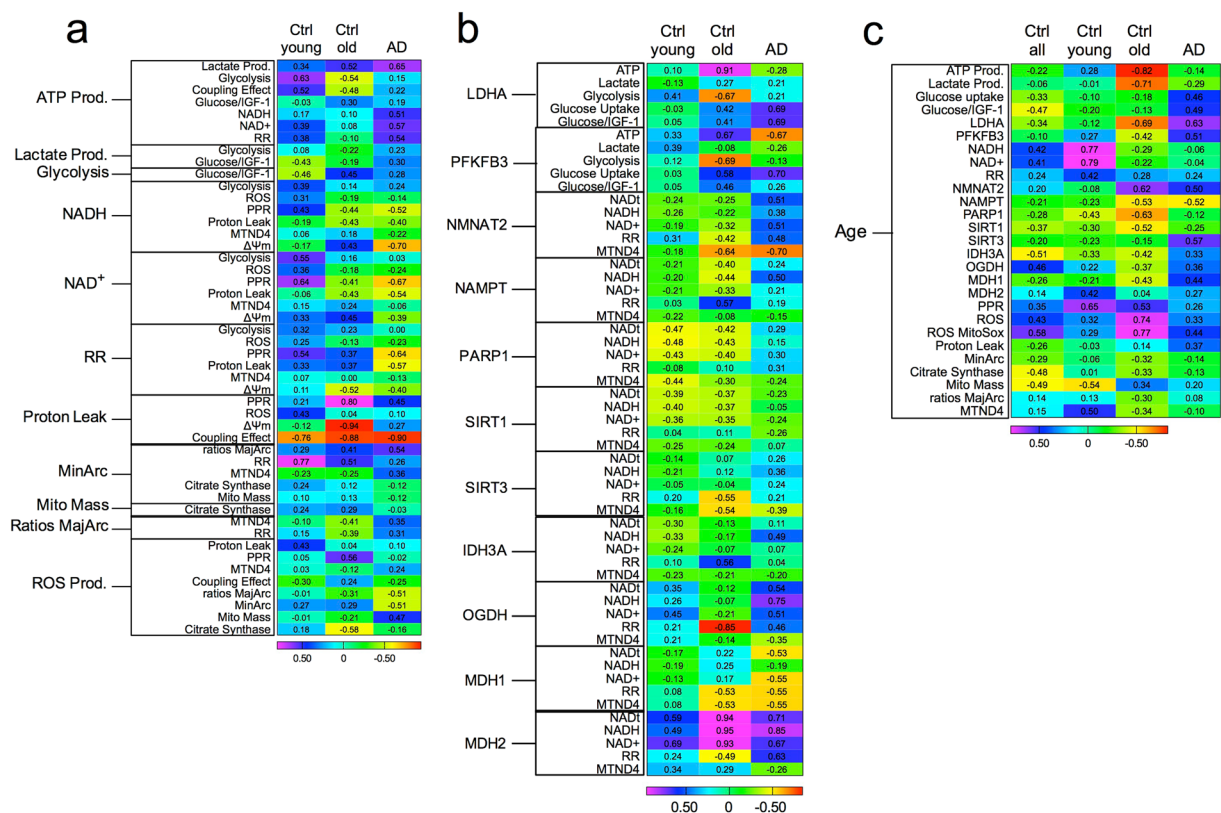 a
Ctrl young
Ctrl old
AD
ATP Prod.
Lactate Prod. 0.34 0.52 0.65
Glycolysis 0.63 -0.54 0.15
Coupling Effect 0.52 -0.48 0.22
Glucose/IGF-1 -0.03 0.30 0.19
NADH 0.17 0.10 0.51
NAD+ 0.39 0.08 0.57
RR 0.38 -0.10 0.54
Lactate Prod.
Glycolysis 0.08 -0.22 0.23
Glucose/IGF-1 -0.43 -0.19 0.30
Glycolysis
Glucose/IGF-1 -0.46 0.45 0.28
NADH
Glycolysis 0.39 0.14 0.24
ROS 0.31 -0.19 -0.14
PPR 0.43 -0.44 -0.52
Proton Leak -0.19 -0.43 -0.40
MTND4 0.06 0.18 -0.22
ΔΨm -0.17 0.43 -0.70
NAD+
Glycolysis 0.55 0.16 0.03
ROS 0.36 -0.18 -0.24
PPR 0.64 -0.41 -0.67
Proton Leak -0.06 -0.43 -0.54
MTND4 0.15 0.24 -0.06
ΔΨm 0.33 0.45 -0.39
RR
Glycolysis 0.32 0.23 0.00
ROS 0.25 -0.13 -0.23
PPR 0.54 0.37 -0.64
Proton Leak 0.33 0.37 -0.57
MTND4 0.07 0.00 -0.13
ΔΨm 0.11 -0.52 -0.40
Proton Leak
PPR 0.21 0.80 0.45
ROS 0.43 0.04 0.10
ΔΨm -0.12 -0.94 0.27
Coupling Effect -0.76 -0.88 -0.90
MinArc
ratios MajArc 0.29 0.41 0.54
RR 0.77 0.51 0.26
MTND4 -0.23 -0.25 0.36
Citrate Synthase 0.24 0.12 -0.12
Mito Mass 0.10 0.13 -0.12
Mito Mass
Citrate Synthase 0.24 0.29 -0.03
Ratios MajArc
MTND4 -0.10 -0.41 0.35
RR 0.15 -0.39 0.31
ROS Prod.
Proton Leak 0.43 0.04 0.10
PPR 0.05 0.56 -0.02
MTND4 0.03 -0.12 0.24
Coupling Effect -0.30 0.24 -0.25
ratios MajArc -0.01 -0.31 -0.51
MinArc 0.27 0.29 -0.51
Mito Mass -0.01 -0.21 0.47
Citrate Synthase 0.18 -0.58 -0.16
0.50 0 -0.50
b
Ctrl young
Ctrl old
AD
LDHA
ATP 0.10 0.91 -0.28
Lactate -0.13 0.27 0.21
Glycolysis 0.41 -0.67 0.21
Glucose Uptake -0.03 0.42 0.69
Glucose/IGF-1 0.05 0.41 0.69
PFKFB3
ATP 0.33 0.67 -0.67
Lactate 0.39 -0.08 -0.26
Glycolysis 0.12 -0.69 -0.13
Glucose Uptake 0.03 0.58 0.70
Glucose/IGF-1 0.05 0.46 0.26
NMNAT2
NADt -0.24 -0.25 0.51
NADH -0.26 -0.22 0.38
NAD+ -0.19 -0.32 0.51
RR 0.31 -0.42 0.48
MTND4 -0.18 -0.64 -0.70
NAMPT
NADt -0.21 -0.40 0.24
NADH -0.20 -0.44 0.50
NAD+ -0.21 -0.33 0.21
RR 0.03 0.57 0.19
MTND4 -0.22 -0.08 -0.15
PARP1
NADt -0.47 -0.42 0.29
NADH -0.48 -0.43 0.15
NAD+ -0.43 -0.40 0.30
RR -0.08 0.10 0.31
MTND4 -0.44 -0.30 -0.24
SIRT1
NADt -0.39 -0.37 -0.23
NADH -0.40 -0.37 -0.05
NAD+ -0.36 -0.35 -0.24
RR 0.04 0.11 -0.26
MTND4 -0.25 -0.24 0.07
SIRT3
NADt -0.14 0.07 0.26
NADH -0.21 0.12 0.36
NAD+ -0.05 -0.04 0.24
RR 0.20 -0.55 0.21
MTND4 -0.16 -0.54 -0.39
IDH3A
NADt -0.30 -0.13 0.11
NADH -0.33 -0.17 0.49
NAD+ -0.24 -0.07 0.07
RR 0.10 0.56 0.04
MTND4 -0.23 -0.21 -0.20
OGDH
NADt 0.35 -0.12 0.54
NADH 0.26 -0.07 0.75
NAD+ 0.45 -0.21 0.51
RR 0.21 -0.85 0.46
MTND4 0.21 -0.14 -0.35
MDH1
NADt -0.17 0.22 -0.53
NADH -0.19 0.25 -0.19
NAD+ -0.13 0.17 -0.55
RR 0.08 -0.53 -0.55
MTND4 0.08 -0.53 -0.55
MDH2
NADt 0.59 0.94 0.71
NADH 0.49 0.95 0.85
NAD+ 0.69 0.93 0.67
RR 0.24 -0.49 0.63
MTND4 0.34 0.29 -0.26
0.50 0 -0.50
c
Ctrl all
Ctrl young
Ctrl old
AD
Age
ATP Prod. -0.22 0.28 -0.82 -0.14
Lactate Prod. -0.06 -0.01 -0.71 -0.29
Glucose uptake -0.33 -0.10 -0.18 0.46
Glucose/IGF-1 -0.47 -0.20 -0.13 0.49
LDHA -0.34 -0.12 -0.69 0.63
PFKFB3 -0.10 0.27 -0.42 0.51
NADH 0.42 0.77 -0.29 -0.06
NAD+ 0.41 0.79 -0.22 -0.04
RR 0.24 0.42 0.28 0.24
NMNAT2 0.20 -0.08 0.62 0.50
NAMPT -0.21 -0.23 -0.53 -0.52
PARP1 -0.28 -0.43 -0.63 -0.12
SIRT1 -0.37 -0.30 -0.52 -0.25
SIRT3 -0.20 -0.23 -0.15 0.57
IDH3A -0.51 -0.33 -0.42 0.33
OGDH 0.46 0.22 -0.37 0.36
MDH1 -0.26 -0.21 -0.43 0.44
MDH2 0.14 0.42 0.04 0.27
PPR 0.35 0.65 0.53 0.26
ROS 0.43 0.32 0.74 0.33
ROS MitoSox 0.58 0.29 0.77 0.44
Proton Leak -0.26 -0.03 0.14 0.37
MinArc -0.29 -0.06 -0.32 -0.14
Citrate Synthase -0.48 0.01 -0.33 -0.13
Mito Mass -0.49 -0.54 0.34 0.20
ratios MajArc 0.14 0.13 -0.30 0.08
MTND4 0.15 0.50 -0.34 -0.10
0.50 0 -0.50